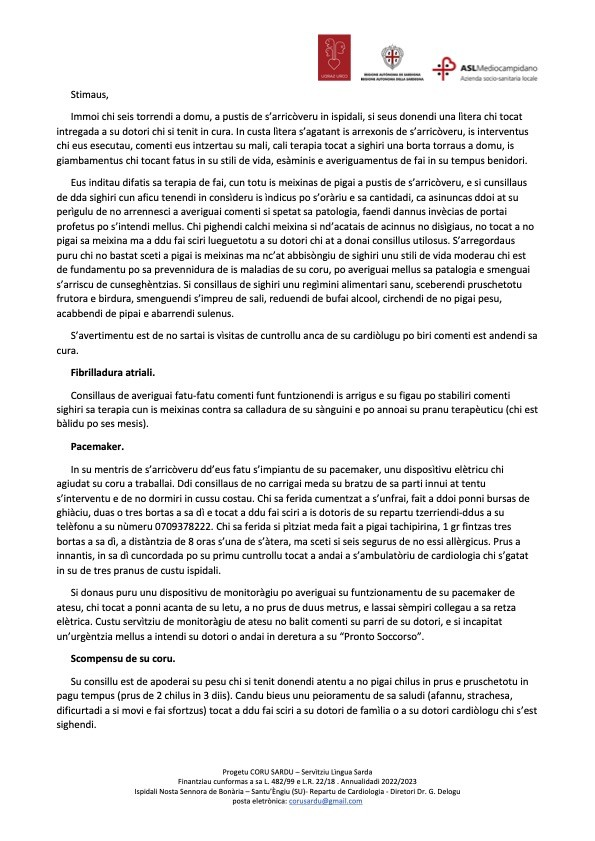 ASLMediocampidano
Azienda socio-sanitaria locale
REGIONE AUTÒNOMA DE SARDIGNA
REGIONE AUTONOMA DELLA SARDEGNA
Stimaus,
Immoi chi seis torrendi a domu, a pustis de s’arricòveru in ispidali, si seus donendi una lìtera chi tocat
intregada a su dotori chi si tenit in cura. In custa lìtera s’agatant is arrexonis de s’arricòveru, is interventus
chi eus esecutau, comenti eus intzertau su mali, cali terapia tocat a sighiri una borta torraus a domu, is
giambamentus chi tocant fatus in su stili de vida, esàminis e averiguamentus de fai in su tempus benidori.
Eus inditau difatis sa terapia de fai, cun totu is meixinas de pigai a pustis de s’arricòveru, e si cunsillaus
de dda sighiri cun aficu tenendi in consìderu is ìndicus po s’oràriu e sa cantidadi, ca asinuncas ddoi at su
perìgulu de no arrennesci a averiguai comenti si spetat sa patologia, faendi dannus invècias de portai
profetus po s’intendi mellus. Chi pighendi calchi meixina si nd’acatais de acinnus no disìgiaus, no tocat a no
pigai sa meixina ma a ddu fai sciri lueguetotu a su dotori chi at a donai consillus utilosus. S’arregordaus
puru chi no bastat sceti a pigai is meixinas ma nc’at abbisòngiu de sighiri unu stili de vida moderau chi est
de fundamentu po sa prevennidura de is maladias de su coru, po averiguai mellus sa patalogia e smenguai
s’arriscu de cunseghèntzias. Si consillaus de sighiri unu regìmini alimentari sanu, sceberendi pruschetotu
frutora e birdura, smenguendi s’impreu de sali, reduendi de bufai alcool, circhendi de no pigai pesu,
acabbendi de pipai e abarrendi sulenus.
S’avertimentu est de no sartai is vìsitas de cuntrollu anca de su cardiòlugu po biri comenti est andendi sa
cura.
Fibrilladura atriali.
Consillaus de averiguai fatu-fatu comenti funt funtzionendi is arrigus e su figau po stabiliri comenti
sighiri sa terapia cun is meixinas contra sa calladura de su sànguini e po annoai su pranu terapèuticu (chi est
bàlidu po ses mesis).
Pacemaker.
In su mentris de s’arricòveru dd’eus fatu s’impiantu de su pacemaker, unu dispositìvu elètricu chi
agiudat su coru a traballai. Ddi consillaus de no carrigai meda su bratzu de sa parti innui at tentu
s’interventu e de no dormiri in cussu costau. Chi sa ferida cumentzat a s’unfrai, fait a ddoi ponni bursas de
ghiàciu, duas o tres bortas a sa dì e tocat a ddu fai sciri a is dotoris de su repartu tzerriendi-ddus a su
telèfonu a su nùmeru 0709378222. Chi sa ferida si pìtziat meda fait a pigai tachipirina, 1 gr fintzas tres
bortas a sa dì, a distàntzia de 8 oras s’una de s’àtera, ma sceti si seis segurus de no essi allèrgicus. Prus a
innantis, in sa dì cuncordada po su primu cuntrollu tocat a andai a s’ambulatòriu de cardiologia chi s’gatat
in su de tres pranus de custu ispidali.
Si donaus puru unu dispositivu de monitoràgiu po averiguai su funtzionamentu de su pacemaker de
atesu, chi tocat a ponni acanta de su letu, a no prus de duus metrus, e lassai sèmpiri collegau a sa retza
elètrica. Custu servìtziu de monitoràgiu de atesu no balit comenti su parri de su dotori, e si incapitat
un’urgèntzia mellus a intendi su dotori o andai in deretura a su “Pronto Soccorso”.
Scompensu de su coru.
Su consillu est de apoderai su pesu chi si tenit donendi atentu a no pigai chilus in prus e pruschetotu in
pagu tempus (prus de 2 chilus in 3 diis). Candu bieus unu peioramentu de sa saludi (afannu, strachesa,
dificurtadi a si movi e fai sfortzus) tocat a ddu fai sciri a su dotori de famìlia o a su dotori cardiòlogu chi s’est
sighendi.
Progetu CORU SARDU – Servìtziu Lìngua Sarda
Finantziau cunformas a sa L. 482/99 e L.R. 22/18 . Annualidadi 2022/2023
Ispidali Nosta Sennora de Bonària – Santu’Èngiu (SU)- Repartu de Cardiologia - Diretori Dr. G. Delogu
posta eletrònica: corusardu@gmail.com